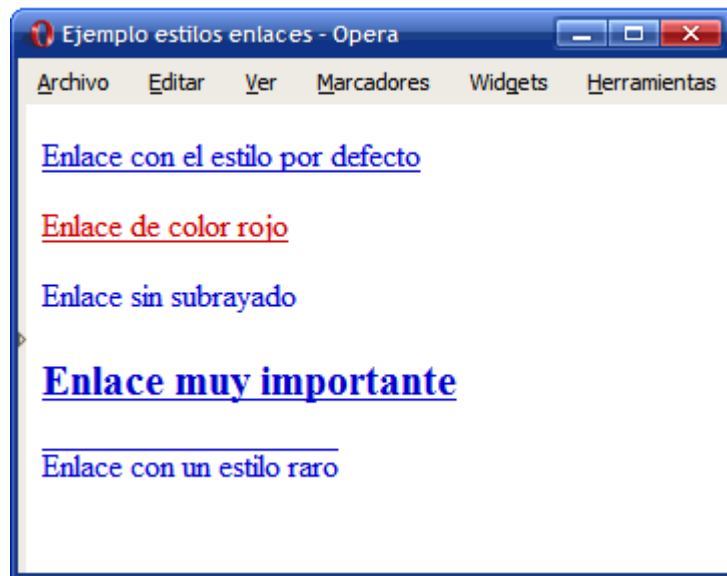 Ejemplo estilos enlaces - Opera
Archivo Editar Ver Marcadores Widgets Herramientas
Enlace con el estilo por defecto
Enlace de color rojo
Enlace sin subrayado
Enlace muy importante
Enlace con un estilo raro